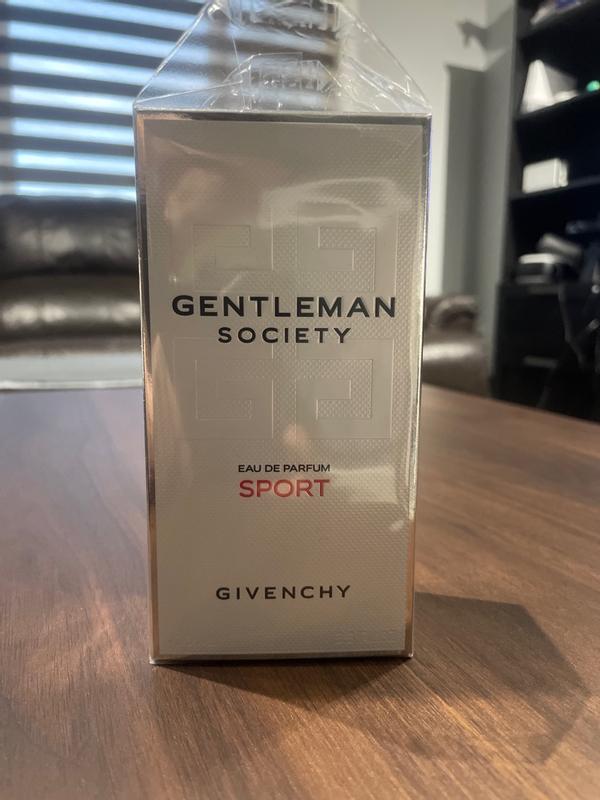 GENTLEMAN
SOCIETY
EAU DE PARFUM
SPORT
GIVENCHY